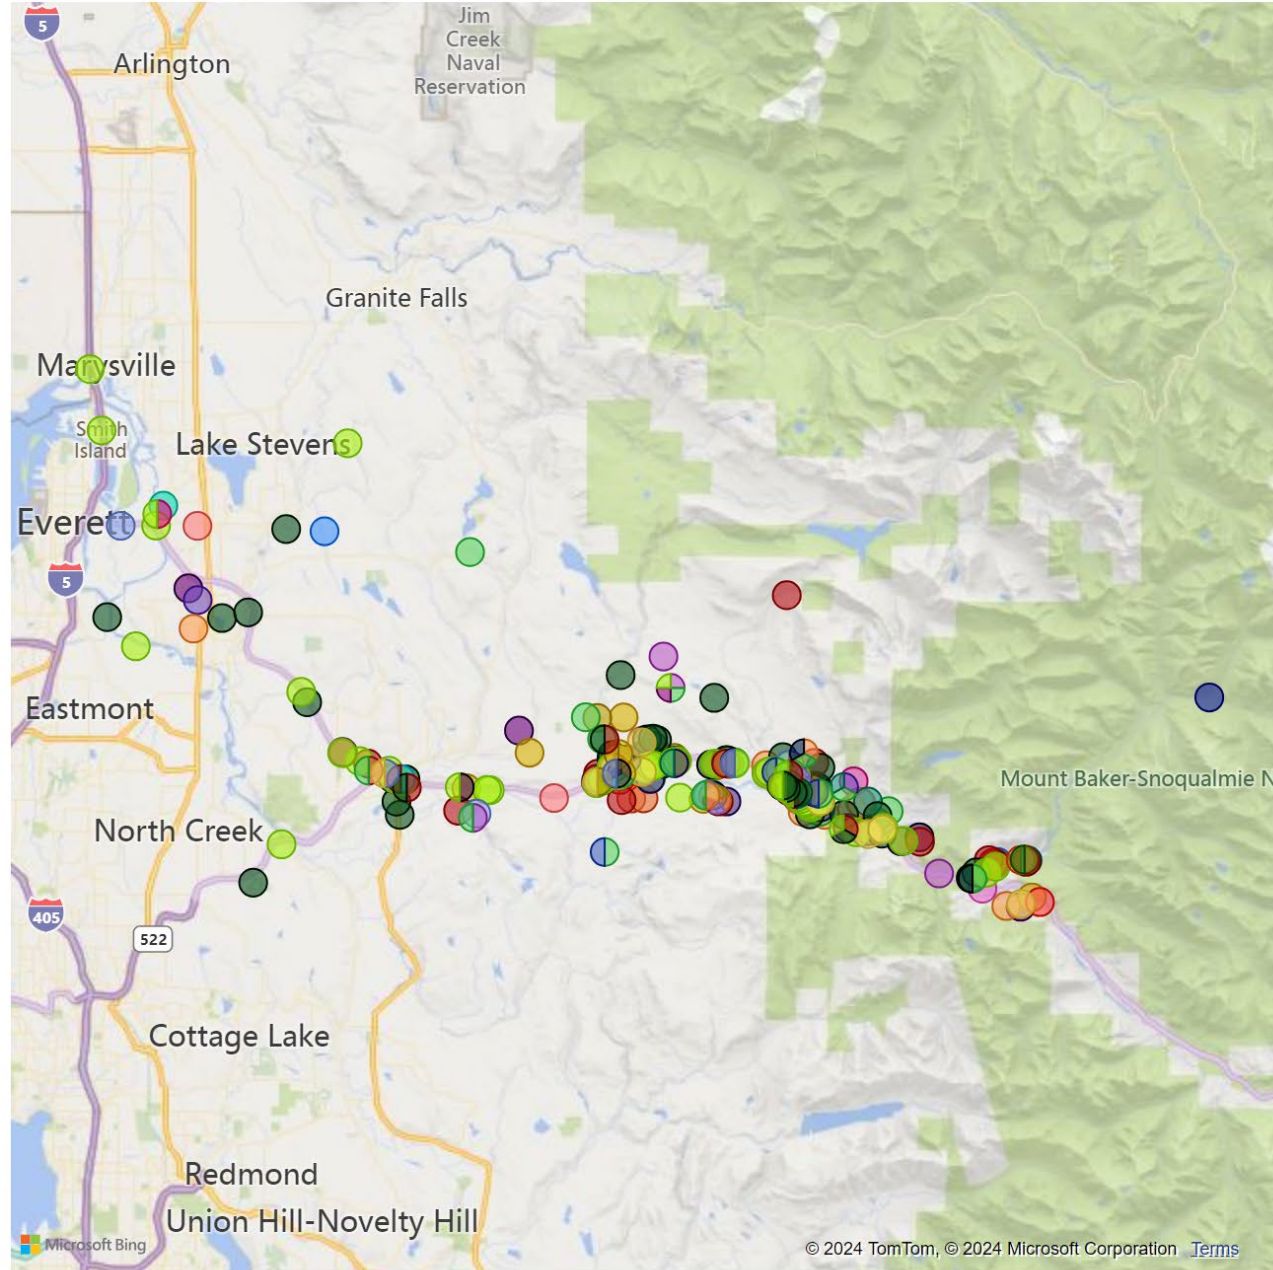 5
Arlington
Jim
Creek
Naval
Reservation
Granite Falls
Marysville
Smith
Island
Lake Stevens
Everett
5
Eastmont
Mount Baker-Snoqualmie N
North Creek
405
522
Cottage Lake
Redmond
Union Hill-Novelty Hill
Microsoft Bing
© 2024 TomTom, © 2024 Microsoft Corporation Terms